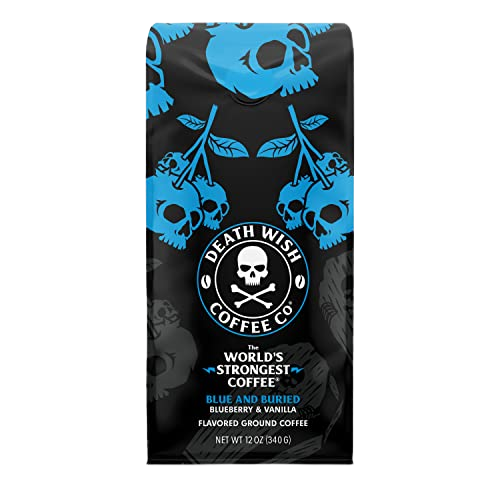 DEATH WISH
COFFEE CO®
The
WORLD'S
STRONGEST
COFFEE®
BLUE AND BURIED
BLUEBERRY & VANILLA
FLAVORED GROUND COFFEE
NET WT 12 OZ (340 G)